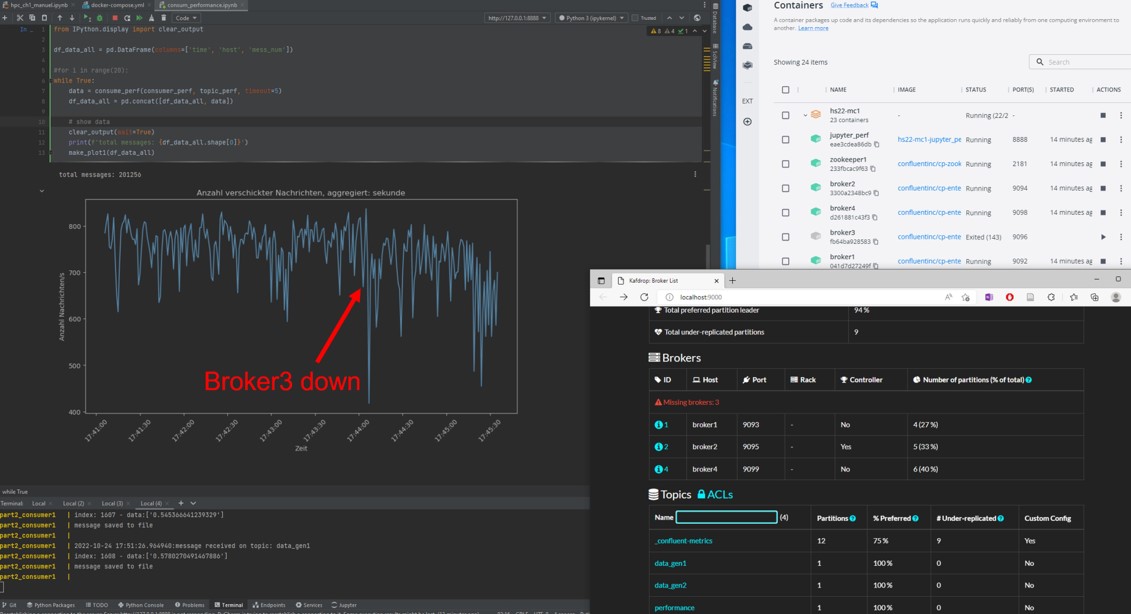 hpc_ch1_manuel.ipynb
docker-compose.yml
consum_performance.ipynb
Code
http://127.0.0.1:8888
Python 3 (ipykernel)
Trusted
1 from IPython.display import clear_output
df_data_all = pd.DataFrame(columns=['time', 'host', 'mess_num'])
#for i in range(20):
while True:
data = consume_perf(consumer_perf, topic_perf, timeout=5)
df_data_all = pd.concat([df_data_all, data])
# show data
clear_output(wait=True)
print(f'total messages: {df_data_all.shape[0]}')
make_plot1(df_data_all)
total messages: 201256
Anzahl verschickter Nachrichten, aggregiert: sekunde
Anzahl Nachrichten/s
800
700
600
500
400
Broker3 down
17:41:00
17:41:30
17:42:00
17:42:30
17:43:00
17:43:30
17:44:00
17:44:30
17:45:00
17:45:30
Zeit
while True
Terminal Local Local (2) Local (3) Local (4)
part2_consumer1 | index: 1607 - data:['0.545366641239329']
part2_consumer1 | message saved to file
part2_consumer1 |
part2_consumer1 | 2022-10-24 17:51:26.964940:message received on topic: data_gen1
part2_consumer1 | index: 1608 - data:['0.5780270491467886']
part2_consumer1 | message saved to file
part2_consumer1 |
Git Python Packages TODO Python Console Problems Terminal Endpoints Services Jupyter
Database
SciView
Notifications
Containers Give Feedback
A container packages up code and its dependencies so the application runs quickly and reliably from one computing environment to
another. Learn more
Showing 24 items
Search
NAME IMAGE STATUS PORT(S) STARTED ACTIONS
EXT
hs22-mc1
23 containers
- Running (22/2 -
jupyter_perf
eae3cdea86db
hs22-mc1-jupyter_pe Running 8888 14 minutes ag
zookeeper1
233fbcac9f63
confluentinc/cp-zook Running 2181 14 minutes ag
broker2
3300a2348bc9
confluentinc/cp-ente Running 9094 14 minutes ag
broker4
d261881c43f3
confluentinc/cp-ente Running 9098 14 minutes ag
broker3
fb64ba928583
confluentinc/cp-ente Exited (143) 9096
broker1
041d7d27249f
confluentinc/cp-ente Running 9092 14 minutes ag
Kafdrop: Broker List
localhost:9000
Total preferred partition leader 94 %
Total under-replicated partitions 9
Brokers
ID Host Port Rack Controller Number of partitions (% of total)
Missing brokers: 3
1 broker1 9093 - No 4 (27 %)
2 broker2 9095 - Yes 5 (33 %)
4 broker4 9099 - No 6 (40 %)
Topics ACLs
Name (4) Partitions % Preferred # Under-replicated Custom Config
_confluent-metrics 12 75 % 9 Yes
data_gen1 1 100 % 0 No
data_gen2 1 100 % 0 No
performance 1 100 % 0 No